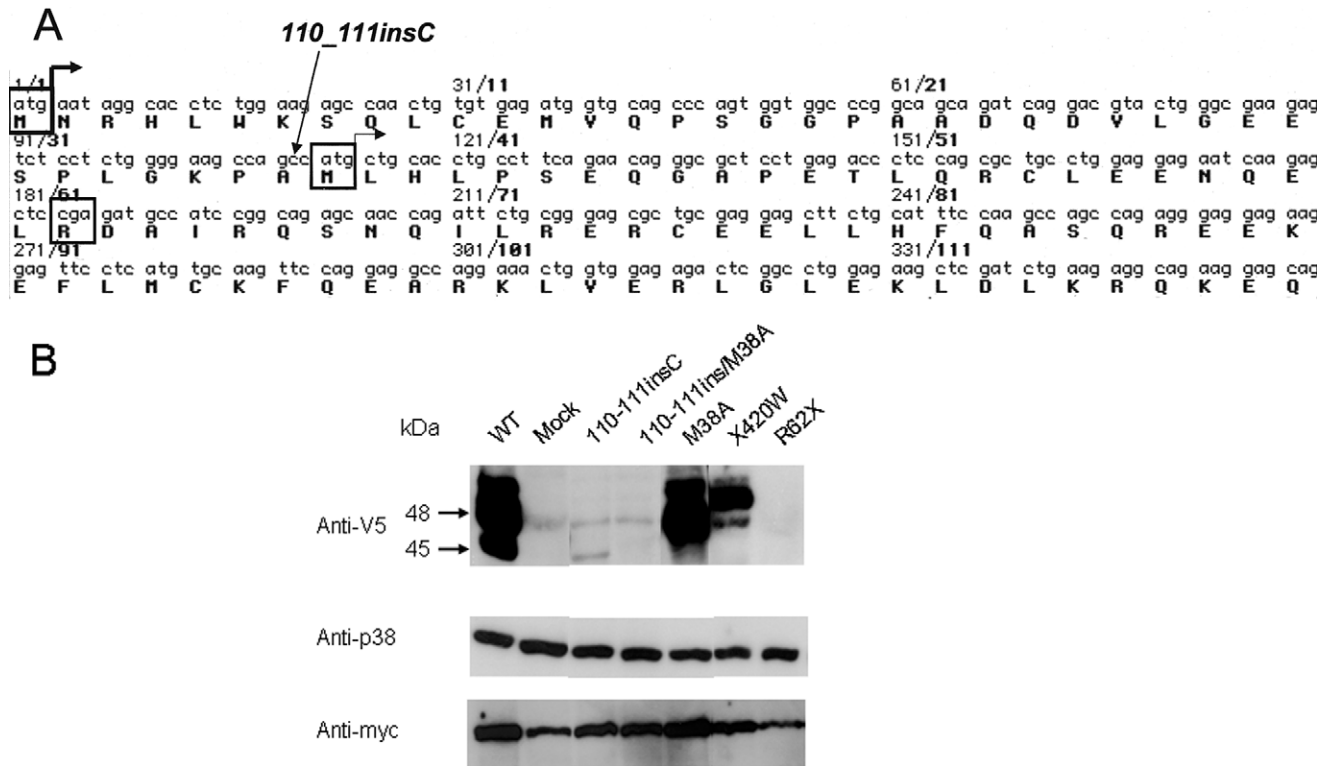 A
110_111insC
1/1 31/11 61/21
atg aat agg cac ctc tgg aag agc caa ctg tgt gag atg gtg cag ccc agt ggt ggc ccg gca gca gat cag gac gta ctg ggc gaa gag
M N R H L W K S Q L C E M V Q P S G G P A A D Q D V L G E E
91/31 121/41 151/51
tct cct ctg ggg aag cca gcc atg ctg cac ctg cct tca gaa cag ggc gct cct gag acc ctc cag cgc tgc ctg gag gag aat caa gag
S P L G K P A M L H L P S E Q G A P E T L Q R C L E E N Q E
181/61 211/71 241/81
ctc cga gat gcc atc cgg cag agc aac cag att ctg cgg gag cgc tgc gag gag ctt ctg cat ttc caa gcc agc cag agg gag gag aag
L R D A I R Q S N Q I L R E R C E E L L H F Q A S Q R E E K
271/91 301/101 331/111
gag ttc ctc atg tgc aag ttc cag gag gcc agg aaa ctg gtg gag aga ctc ggc ctg gag aag ctc gat ctg aag agg cag aag gag cag
E F L M C K F Q E A R K L V E R L G L E K L D L K R Q K E Q
B
kDa WT Mock 110-111insC 110-111ins/M38A M38A X420W R62X
Anti-V5 48
45
Anti-p38
Anti-myc